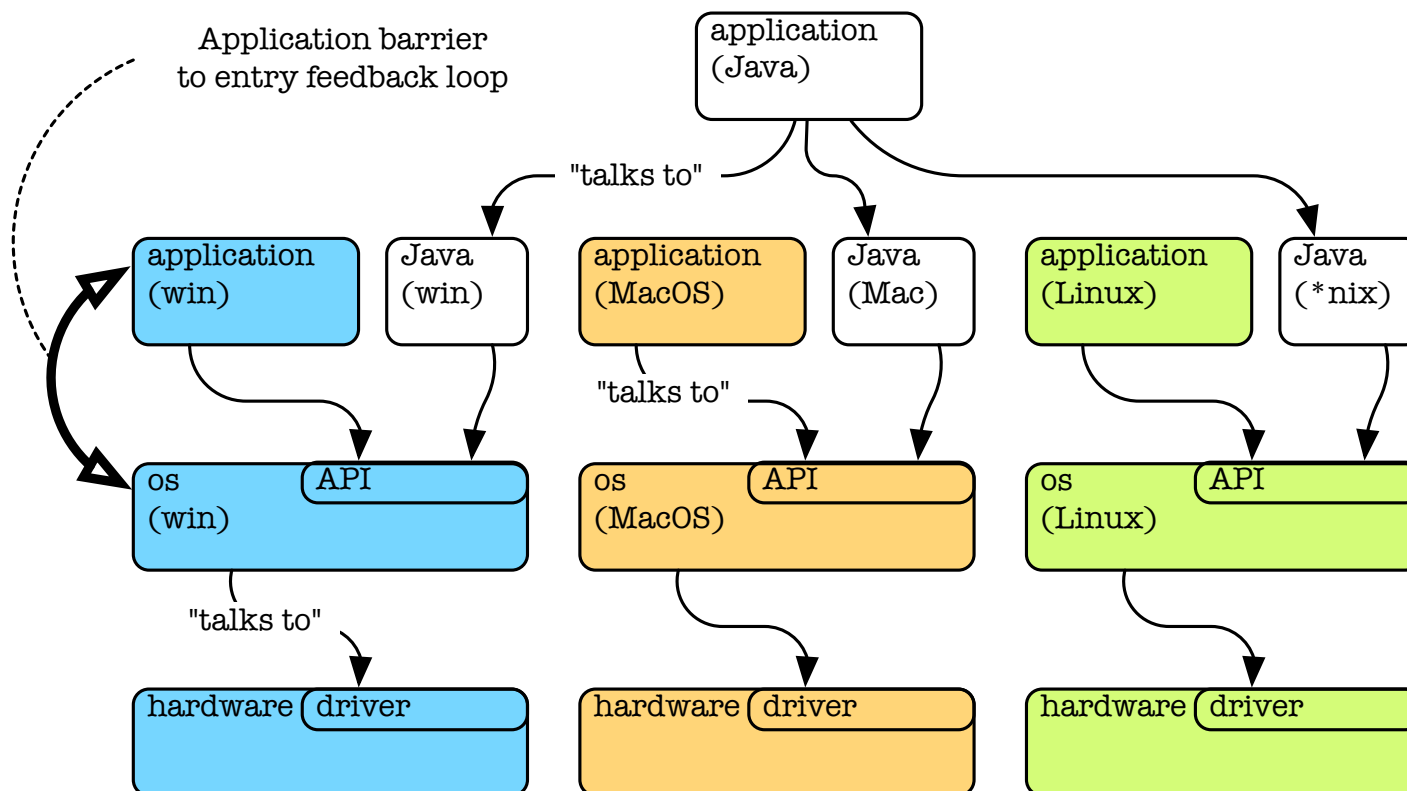 Application barrier
to entry feedback loop
application
(Java)
"talks to"
application
(win)
Java
(win)
application
(MacOS)
Java
(Mac)
application
(Linux)
Java
(*nix)
"talks to"
os
(win)
API
os
(MacOS)
API
os
(Linux)
API
"talks to"
hardware
driver
hardware
driver
hardware
driver